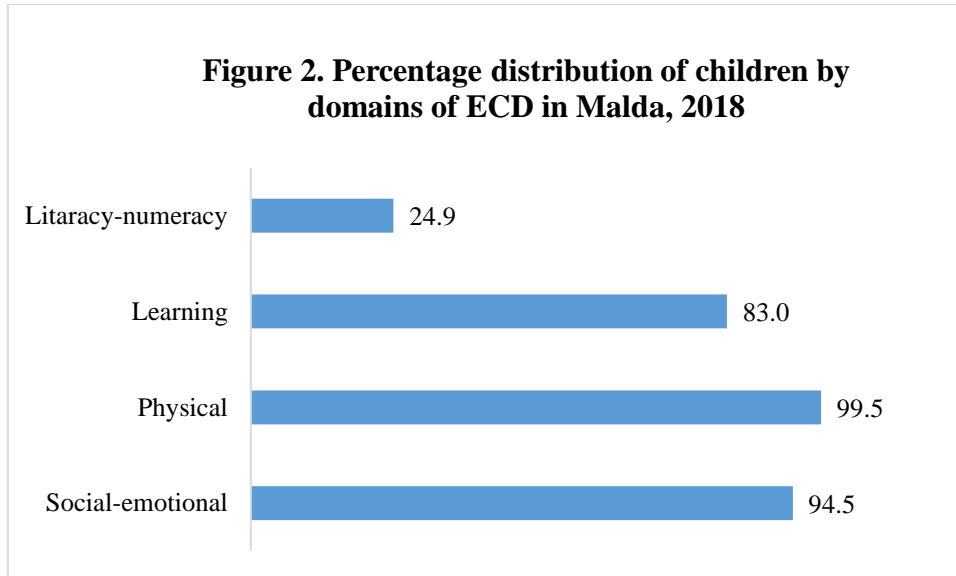 Figure 2. Percentage distribution of children by
domains of ECD in Malda, 2018
Litaracy-numeracy
24.9
Learning
83.0
Physical
99.5
Social-emotional
94.5